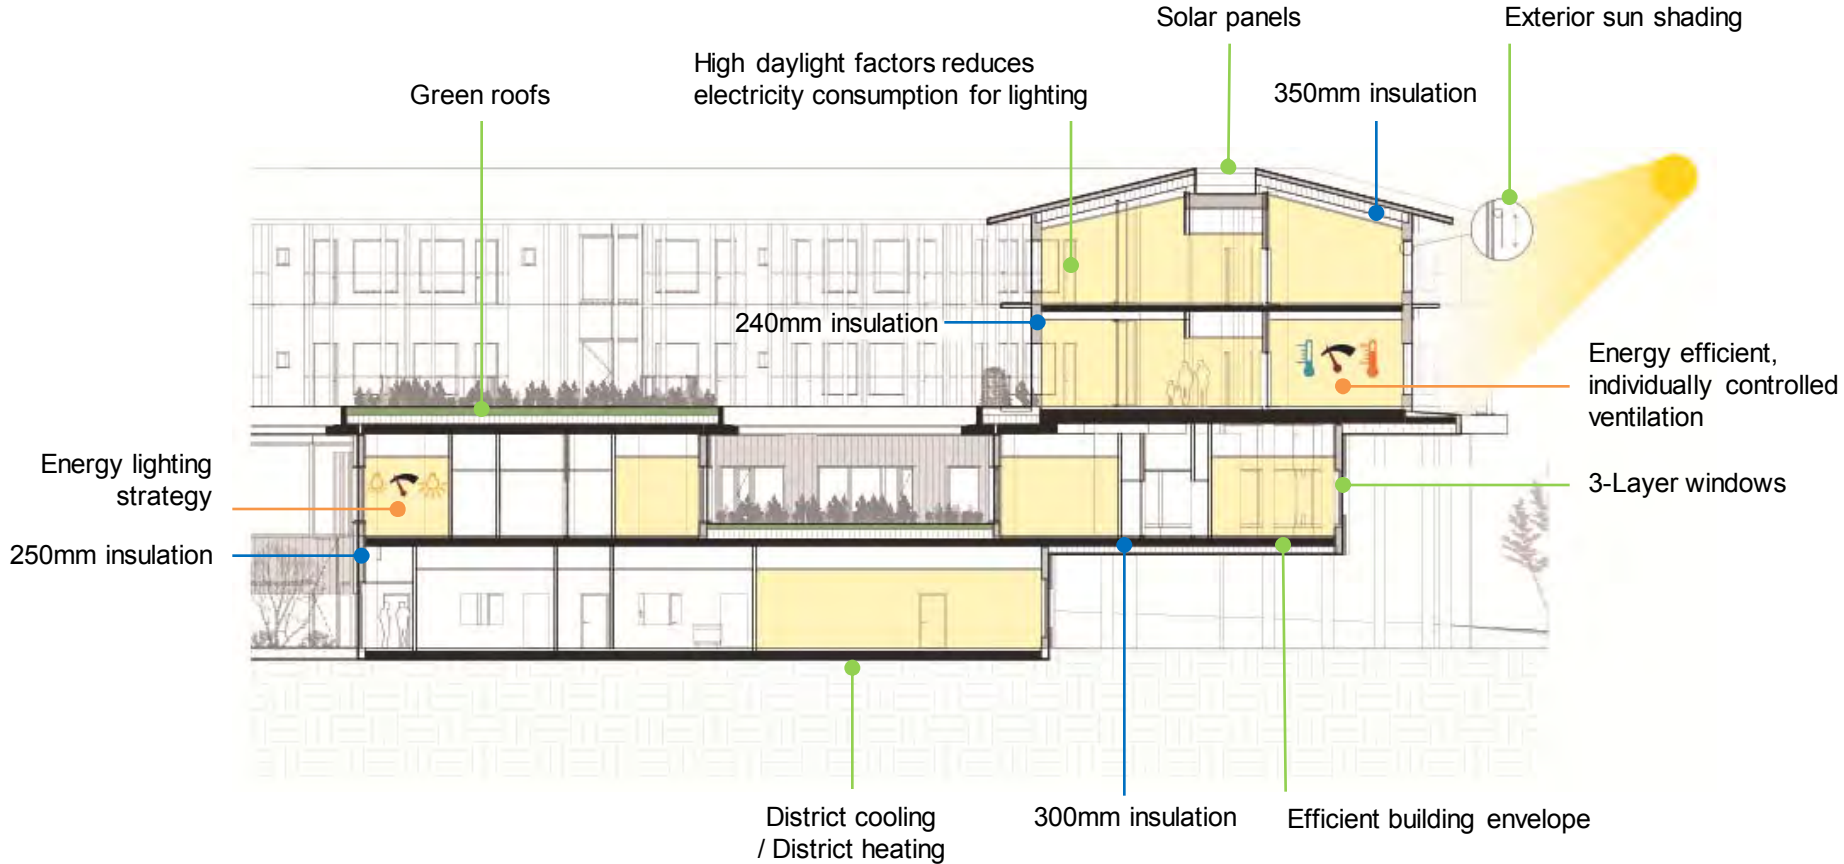 Solar panels
Exterior sun shading
High daylight factors reduces
electricity consumption for lighting
Green roofs
350mm insulation
240mm insulation
Energy efficient,
individually controlled
ventilation
Energy lighting
strategy
3-Layer windows
250mm insulation
District cooling
/ District heating
300mm insulation
Efficient building envelope